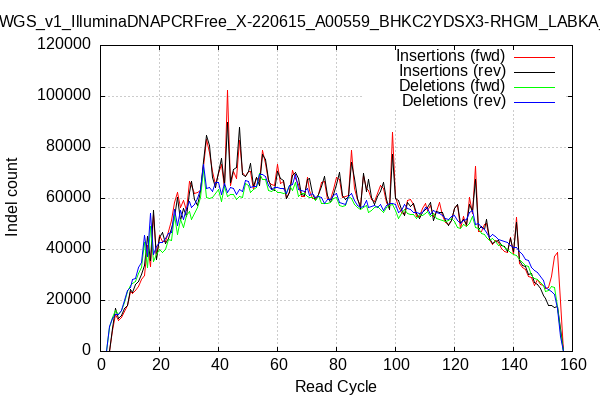 WGS_v1_IlluminaDNAPCRFree_X-220615_A00559_BHKC2YDSX3-RHGM_LABKA_
Insertions (fwd)
Insertions (rev)
Deletions (fwd)
Deletions (rev)
120000
100000
80000
60000
40000
20000
0
Indel count
0 20 40 60 80 100 120 140 160
Read Cycle